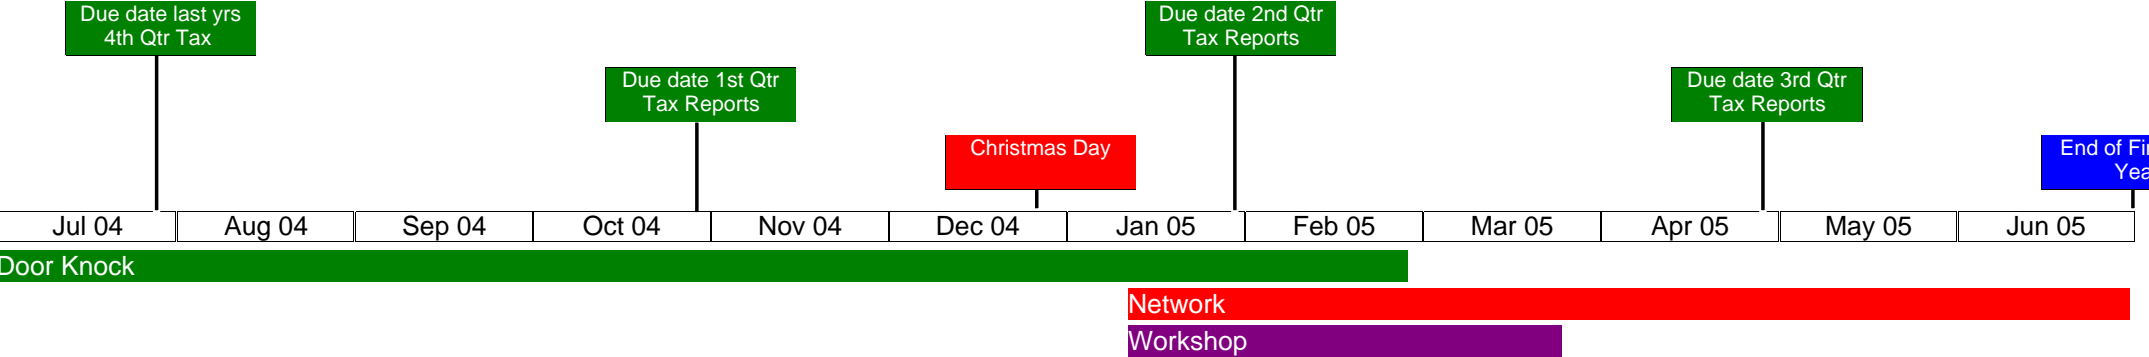 Due date last yrs
4th Qtr Tax
Due date 2nd Qtr
Tax Reports
Due date 1st Qtr
Tax Reports
Due date 3rd Qtr
Tax Reports
Christmas Day
End of
Jul 04 Aug 04 Sep 04 Oct 04 Nov 04 Dec 04 Jan 05 Feb 05 Mar 05 Apr 05 May 05 Jun 05
Door Knock
Network
Workshop